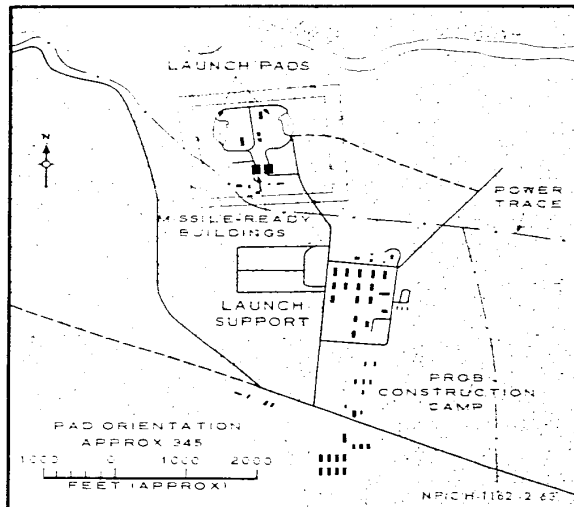 LAUNCH PADS
N
POWER
TRACE
MISSILE-READY
BUILDINGS
LAUNCH
SUPPORT
PROB
CONSTRUCTION
CAMP
PAD ORIENTATION
APPROX 345
1000 0 1000 2000
FEET (APPROX)
NPIC H-1162 -2 63